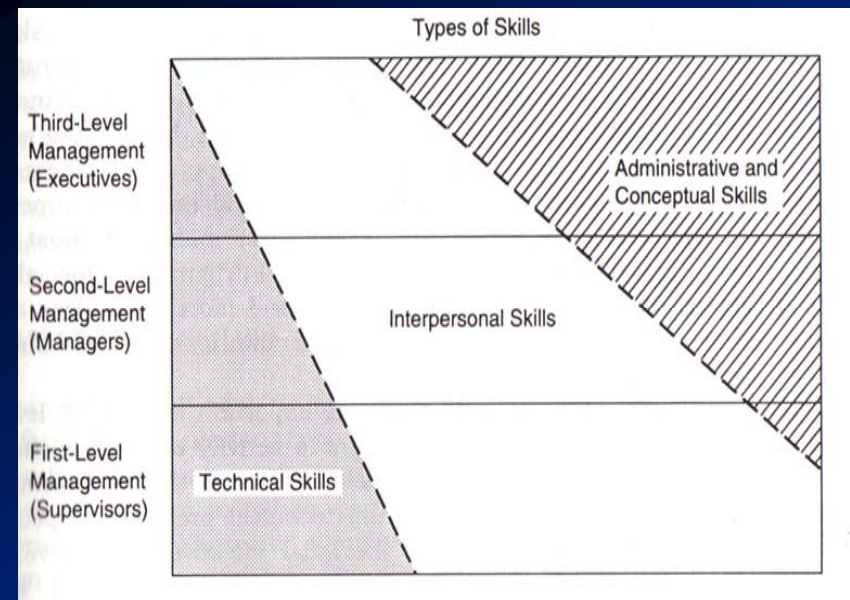 Types of Skills
Third-Level
Management
(Executives)
Administrative and
Conceptual Skills
Second-Level
Management
(Managers)
Interpersonal Skills
First-Level
Management
(Supervisors)
Technical Skills